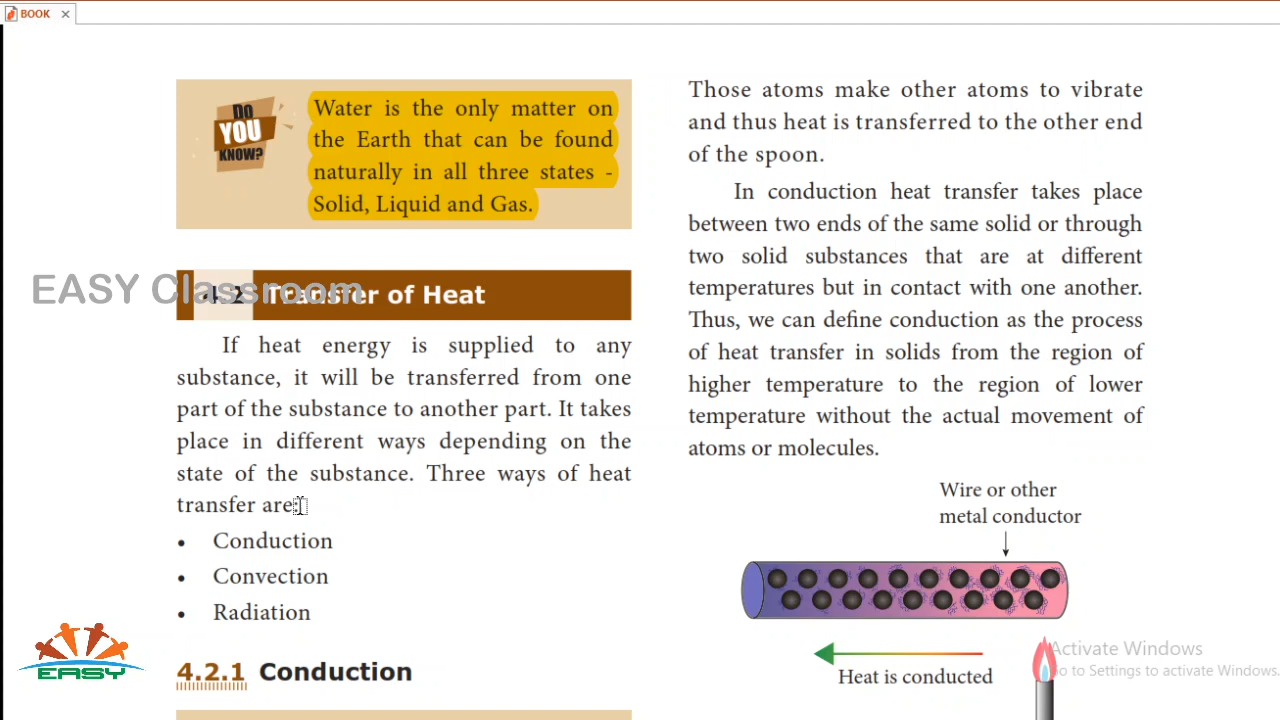 BOOK
DO
YOU
KNOW?
Water is the only matter on
the Earth that can be found
naturally in all three states -
Solid, Liquid and Gas.
EASY Classroom
4.2 Transfer of Heat
If heat energy is supplied to any
substance, it will be transferred from one
part of the substance to another part. It takes
place in different ways depending on the
state of the substance. Three ways of heat
transfer are:
• Conduction
• Convection
• Radiation
EASY
4.2.1 Conduction
Those atoms make other atoms to vibrate
and thus heat is transferred to the other end
of the spoon.
In conduction heat transfer takes place
between two ends of the same solid or through
two solid substances that are at different
temperatures but in contact with one another.
Thus, we can define conduction as the process
of heat transfer in solids from the region of
higher temperature to the region of lower
temperature without the actual movement of
atoms or molecules.
Wire or other
metal conductor
Heat is conducted
Activate Windows
Go to Settings to activate Windows.